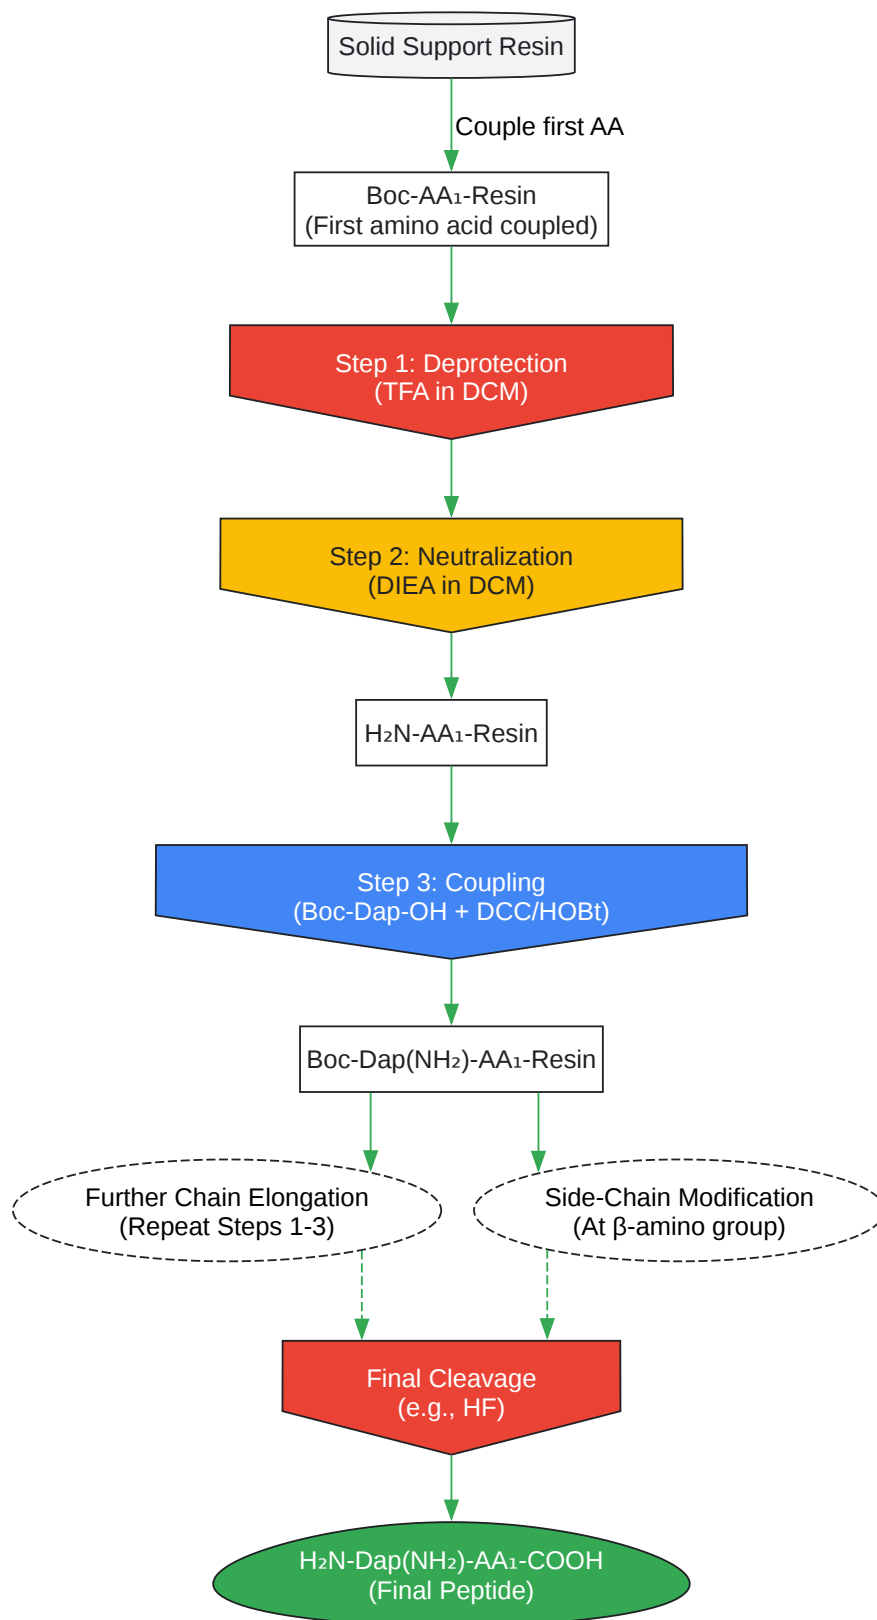 Solid Support Resin
Couple first AA
Boc-AA₁-Resin
(First amino acid coupled)
Step 1: Deprotection
(TFA in DCM)
Step 2: Neutralization
(DIEA in DCM)
H₂N-AA₁-Resin
Step 3: Coupling
(Boc-Dap-OH + DCC/HOBt)
Boc-Dap(NH₂)-AA₁-Resin
Further Chain Elongation
(Repeat Steps 1-3)
Side-Chain Modification
(At β-amino group)
Final Cleavage
(e.g., HF)
H₂N-Dap(NH₂)-AA₁-COOH
(Final Peptide)